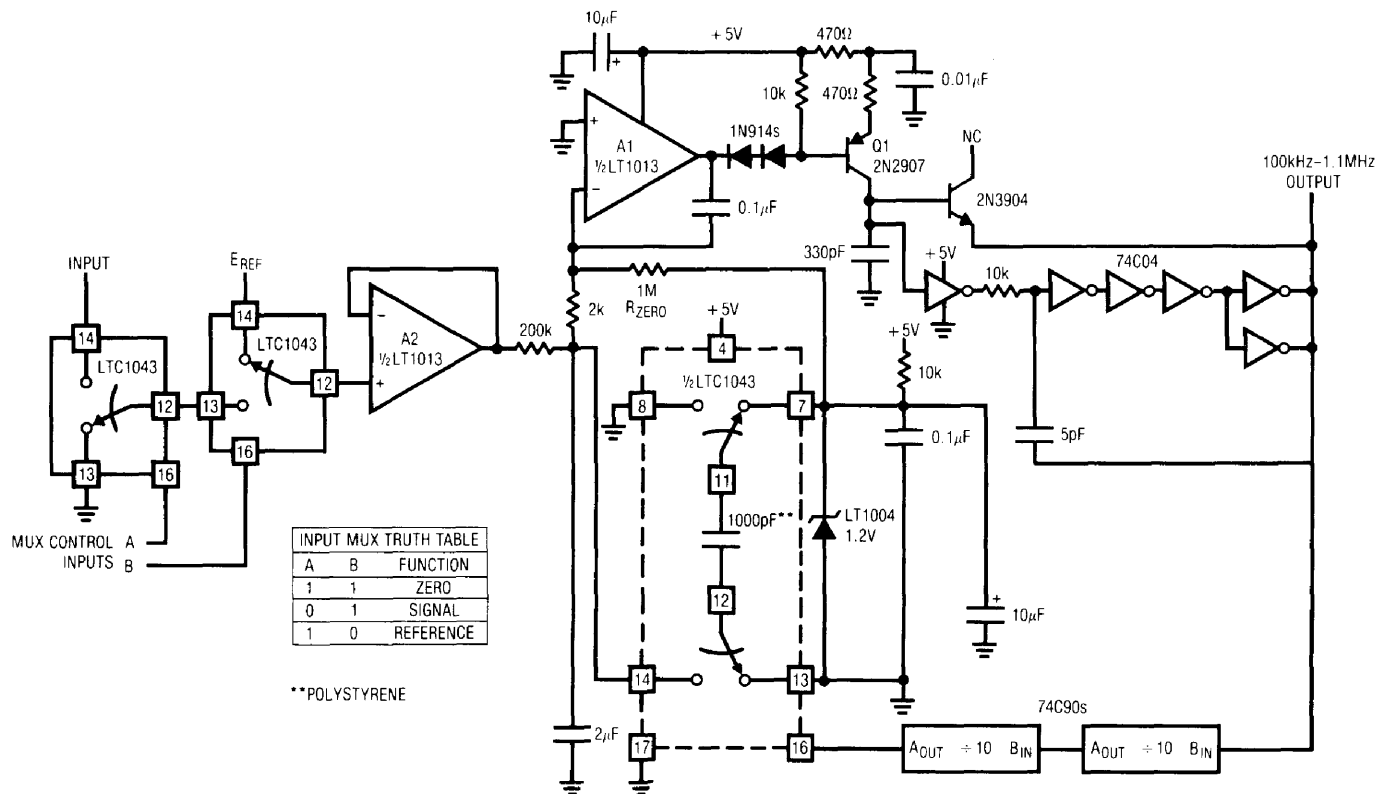 10μF
+
+5V
470Ω
0.01μF
10k
470Ω
+
A1
½LT1013
−
1N914s
Q1
2N2907
NC
2N3904
100kHz–1.1MHz
OUTPUT
0.1μF
330pF
+5V
10k
74C04
INPUT
14
LTC1043
12
13
16
EREF
14
LTC1043
12
13
16
−
A2
½LT1013
+
200k
2k
1M
RZERO
+5V
4
½LTC1043
8
7
11
1000pF**
12
14
13
17
16
+5V
10k
0.1μF
LT1004
1.2V
+
10μF
5pF
2μF
MUX CONTROL A
INPUTS B
INPUT MUX TRUTH TABLE
A B FUNCTION
1 1 ZERO
0 1 SIGNAL
1 0 REFERENCE
**POLYSTYRENE
74C90s
AOUT ÷10 BIN
AOUT ÷10 BIN